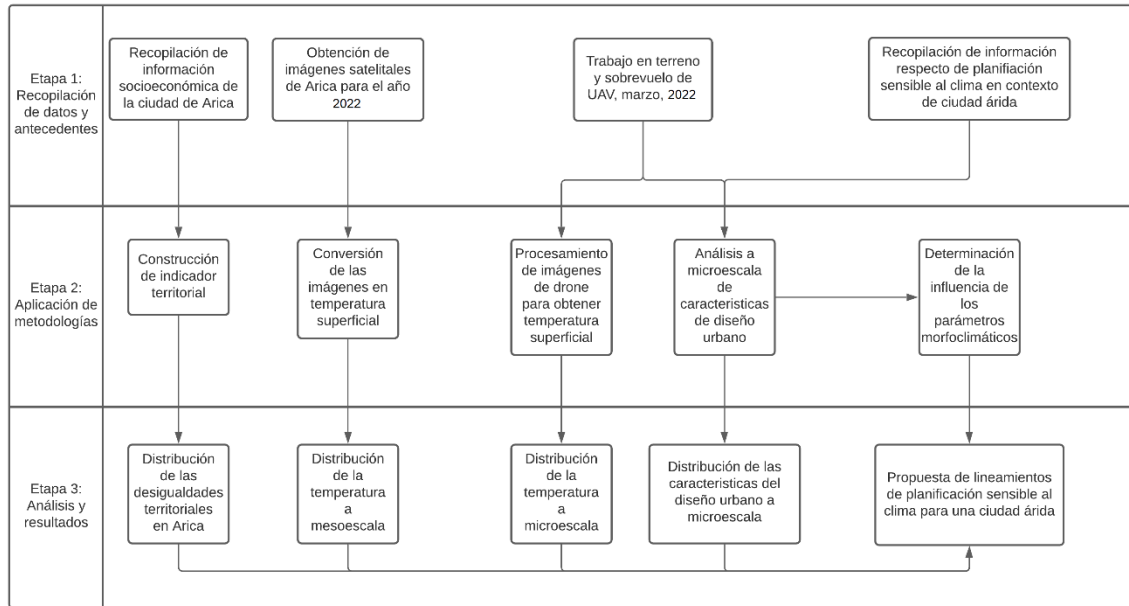 Etapa 1:
Recopilación
de datos y
antecedentes
Recopilación de
información
socioeconómica de
la ciudad de Arica
Obtención de
imágenes satelitales
de Arica para el año
2022
Trabajo en terreno
y sobrevuelo de
UAV, marzo, 2022
Recopilación de información
respecto de planifiación
sensible al clima en contexto
de ciudad árida
Etapa 2:
Aplicación de
metodologías
Construcción
de indicador
territorial
Conversión
de las
imágenes en
temperatura
superficial
Procesamiento
de imágenes
de drone
para obtener
temperatura
superficial
Análisis a
microescala
de
caracteristicas
de diseño
urbano
Determinación
de la
influencia de
los
parámetros
morfoclimáticos
Etapa 3:
Análisis y
resultados
Distribución
de las
desigualdades
territoriales
en Arica
Distribución
de la
temperatura
a
mesoescala
Distribución
de la
temperatura
a
microescala
Distribución de las
caracteristicas del
diseño urbano a
microescala
Propuesta de lineamientos
de planificación sensible al
clima para una ciudad árida